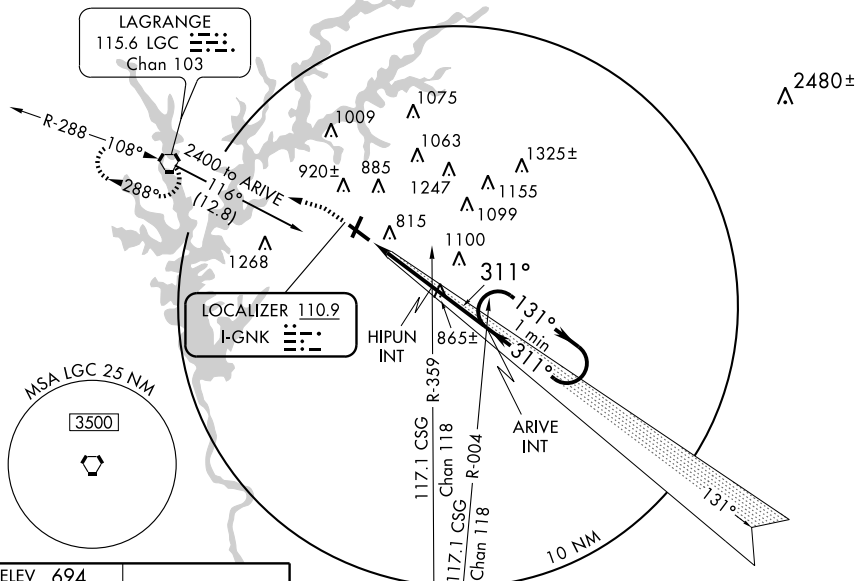 LAGRANGE
115.6 LGC
Chan 103
2480±
1075
1009
R-288
108°
288°
2400 to ARIVE
116°
(12.8)
1063
1325±
920±
885
1247
1155
1099
815
1100
1268
311°
LOCALIZER 110.9
I-GNK
HIPUN
INT
865±
131°
1 min
311°
ARIVE
INT
MSA LGC 25 NM
3500
117.1 CSG R-359
Chan 118
117.1 CSG R-004
Chan 118
131°
10 NM
ELEV 694